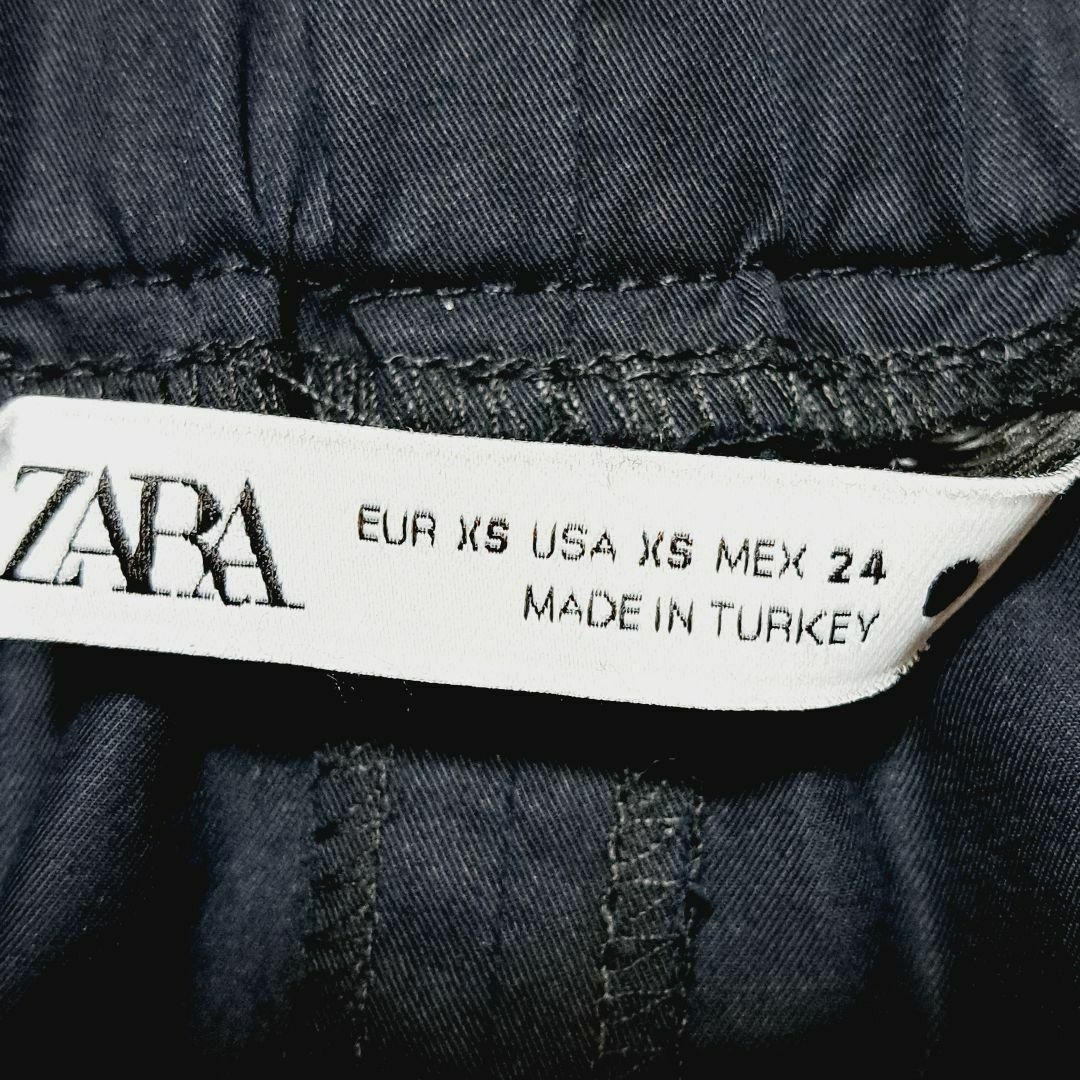 ZARA
EUR XS USA XS MEX 24
MADE IN TURKEY